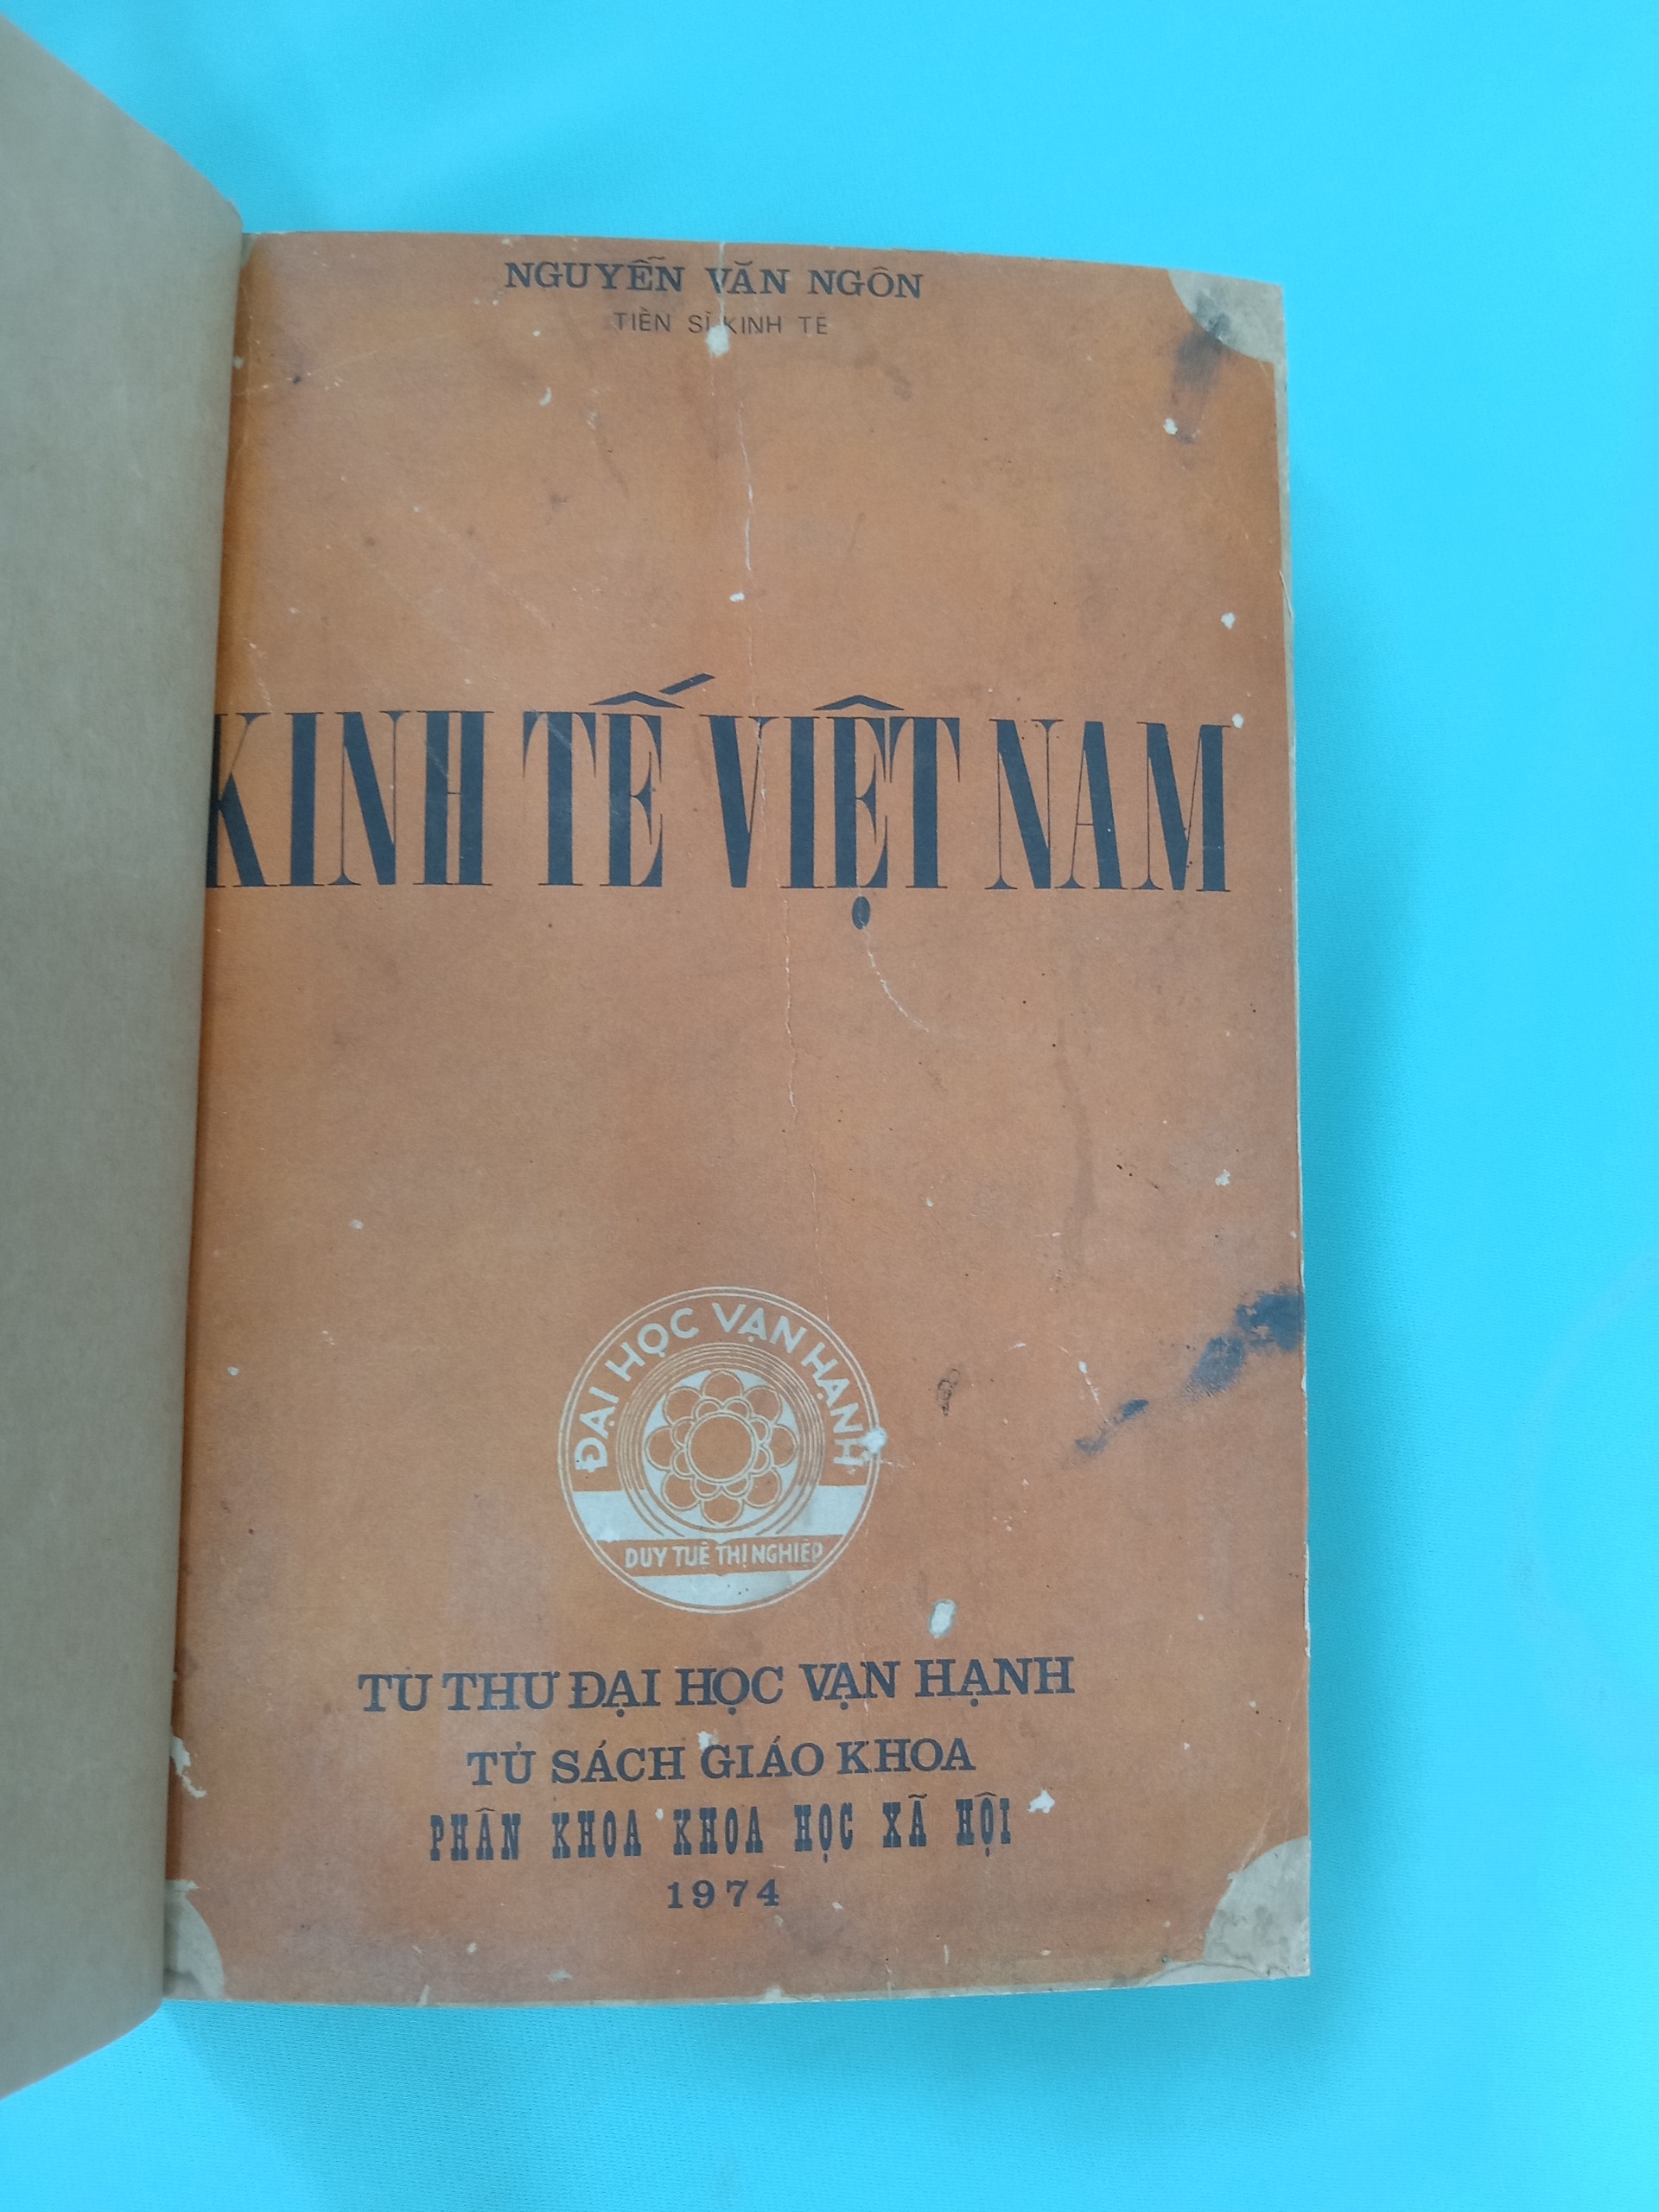 NGUYỄN VĂN NGÔN
TIẾN SĨ KINH TẾ
KINH TẾ VIỆT NAM
ĐẠI HỌC VẠN HẠNH
DUY TUỆ THỊ NGHIỆP
TU THƯ ĐẠI HỌC VẠN HẠNH
TỦ SÁCH GIÁO KHOA
PHÂN KHOA KHOA HỌC XÃ HỘI
1974